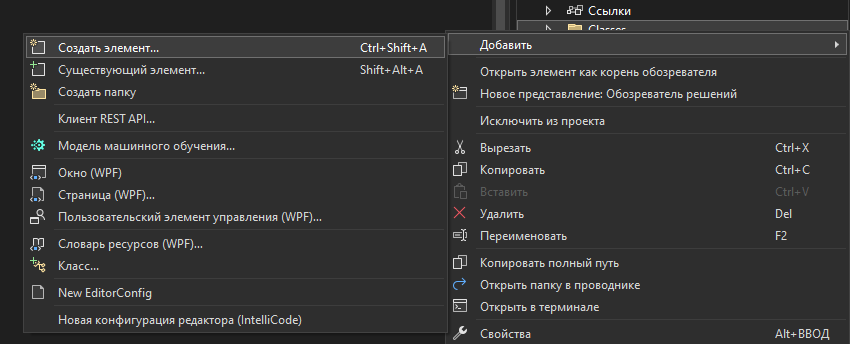 Ссылки
Classes
Добавить
Открыть элемент как корень обозревателя
Новое представление: Обозреватель решений
Исключить из проекта
Вырезать Ctrl+X
Копировать Ctrl+C
Вставить Ctrl+V
Удалить Del
Переименовать F2
Копировать полный путь
Открыть папку в проводнике
Открыть в терминале
Свойства Alt+ВВОД
Создать элемент... Ctrl+Shift+A
Существующий элемент... Shift+Alt+A
Создать папку
Клиент REST API...
Модель машинного обучения...
Окно (WPF)
Страница (WPF)...
Пользовательский элемент управления (WPF)...
Словарь ресурсов (WPF)...
Класс...
New EditorConfig
Новая конфигурация редактора (IntelliCode)